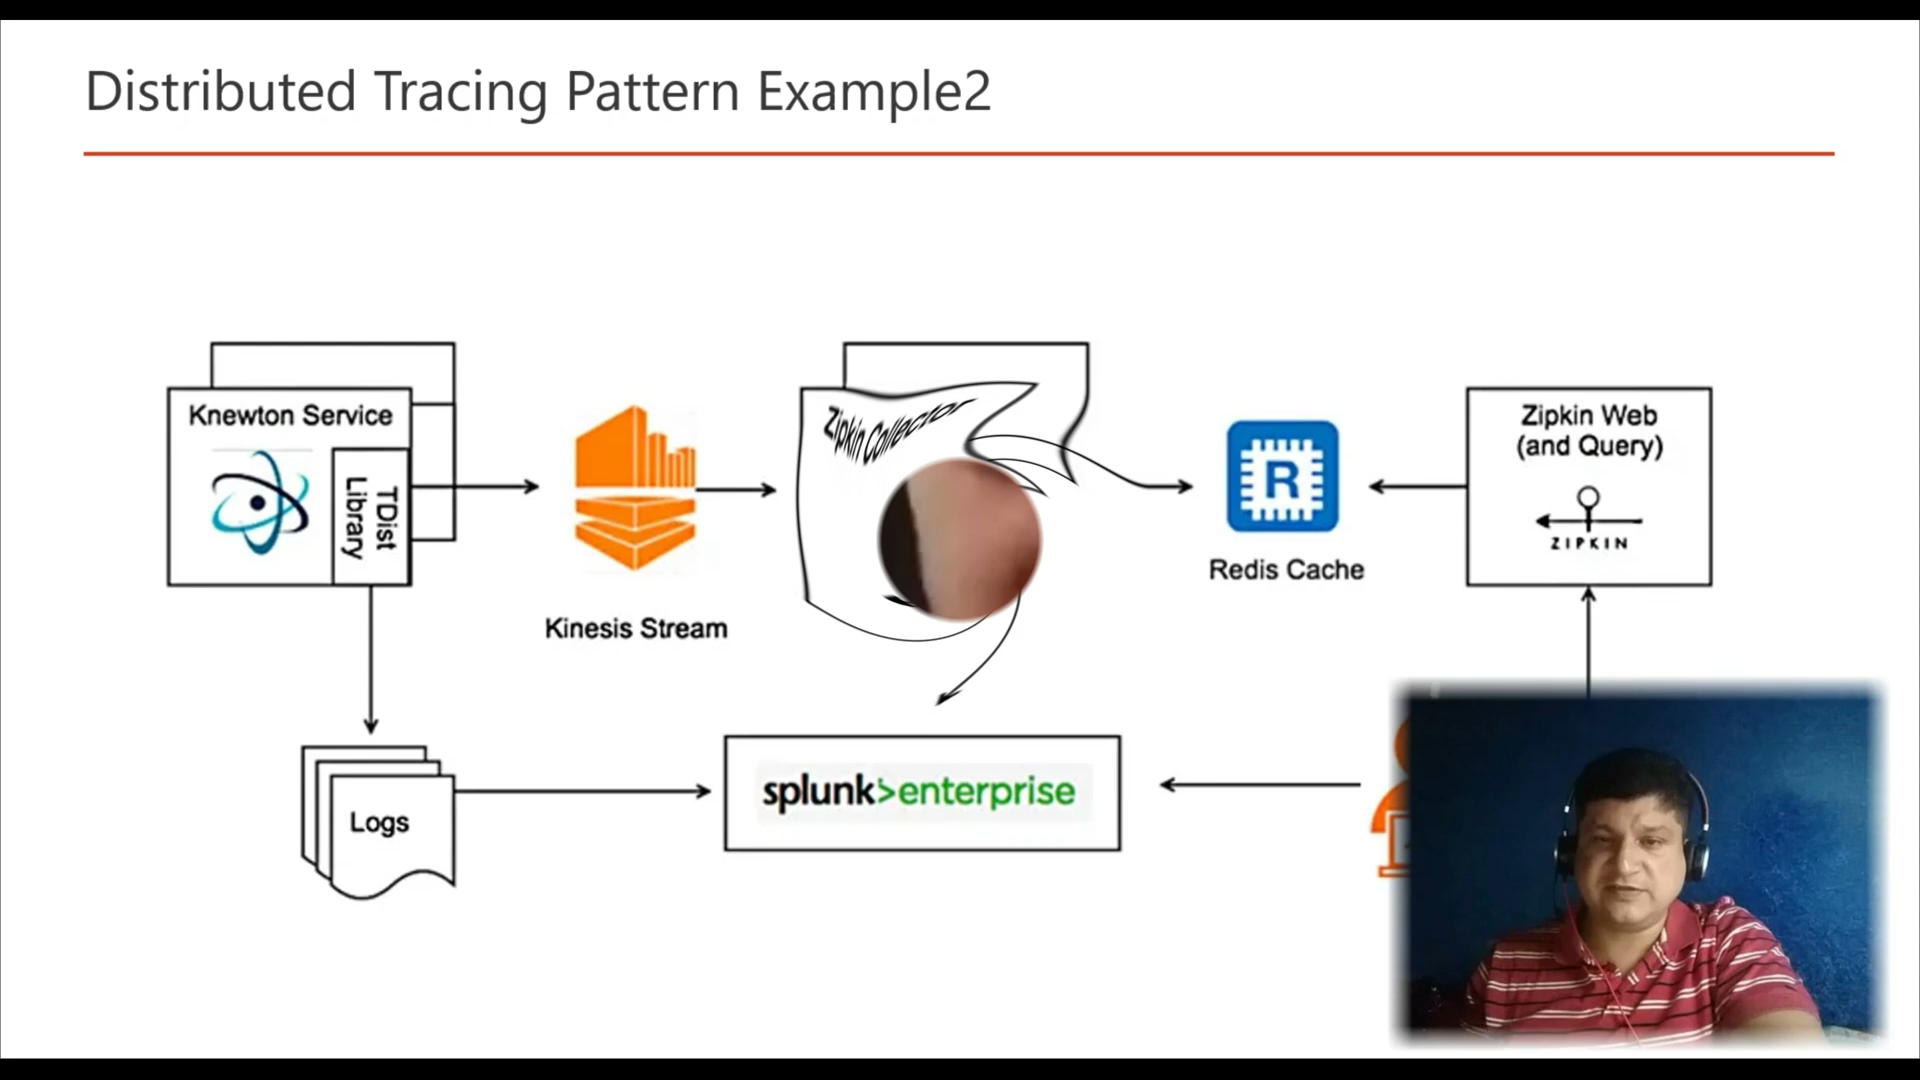 Distributed Tracing Pattern Example2
Knewton Service
TDist
Library
Kinesis Stream
Zipkin Collector
R
Redis Cache
Zipkin Web
(and Query)
ZIPKIN
Logs
splunk>enterprise